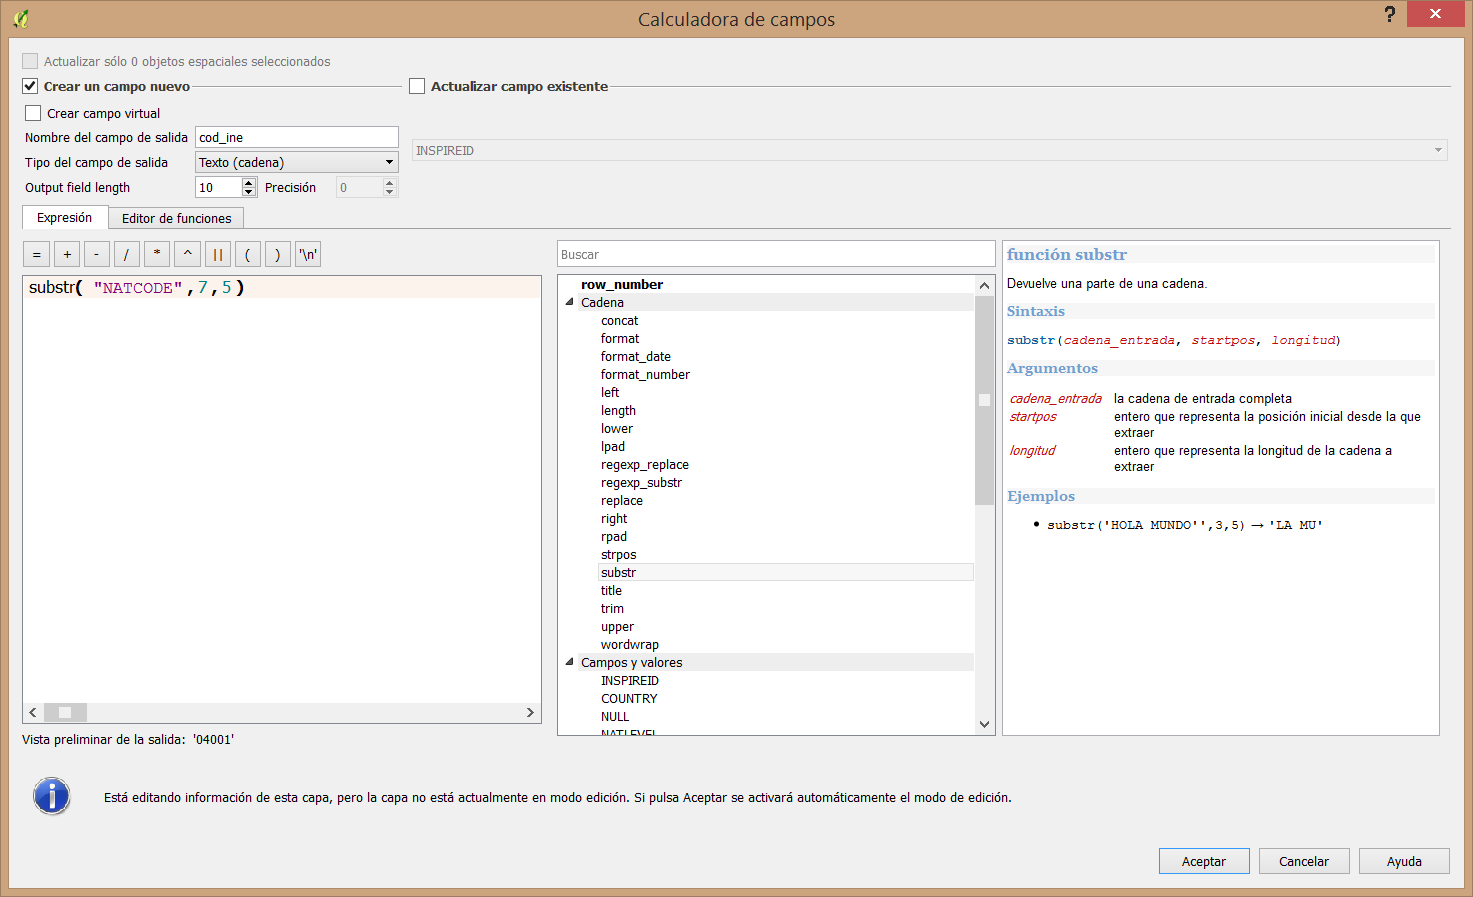 Calculadora de campos
?
Actualizar sólo 0 objetos espaciales seleccionados
Crear un campo nuevo
Actualizar campo existente
Crear campo virtual
Nombre del campo de salida cod_ine
INSPIREID
Tipo del campo de salida Texto (cadena)
Output field length 10 Precisión 0
Expresión Editor de funciones
= + - / * ^ || ( ) '\n'
substr( "NATCODE",7,5)
Vista preliminar de la salida: '04001'
Buscar
row_number
Cadena
concat
format
format_date
format_number
left
length
lower
lpad
regexp_replace
regexp_substr
replace
right
rpad
strpos
substr
title
trim
upper
wordwrap
Campos y valores
INSPIREID
COUNTRY
NULL
NATLEVEL
función substr
Devuelve una parte de una cadena.
Sintaxis
substr(cadena_entrada, startpos, longitud)
Argumentos
cadena_entrada la cadena de entrada completa
startpos entero que representa la posición inicial desde la que
extraer
longitud entero que representa la longitud de la cadena a
extraer
Ejemplos
• substr('HOLA MUNDO'',3,5) → 'LA MU'
Está editando información de esta capa, pero la capa no está actualmente en modo edición. Si pulsa Aceptar se activará automáticamente el modo de edición.
Aceptar Cancelar Ayuda